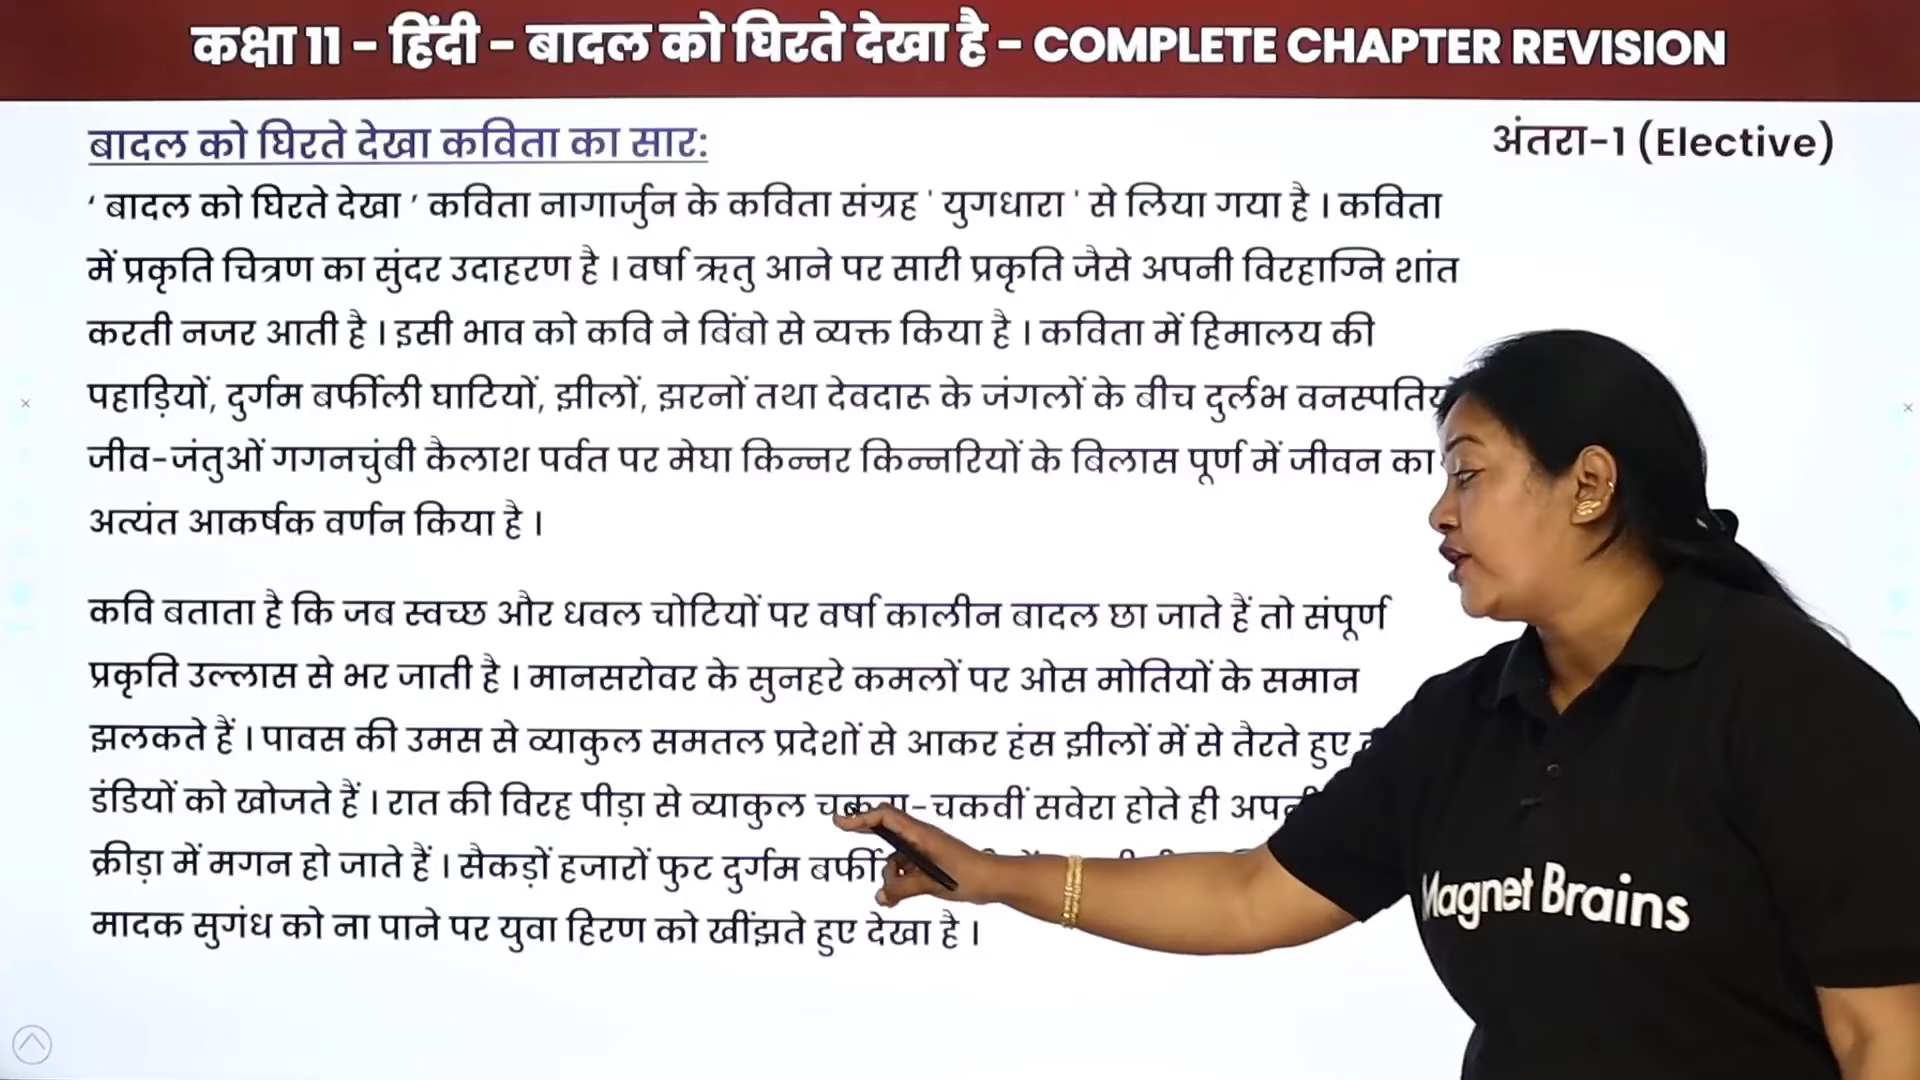 कक्षा 11 - हिंदी - बादल को घिरते देखा है - COMPLETE CHAPTER REVISION
बादल को घिरते देखा कविता का सार:
अंतरा-1 (Elective)
' बादल को घिरते देखा ' कविता नागार्जुन के कविता संग्रह ' युगधारा ' से लिया गया है । कविता
में प्रकृति चित्रण का सुंदर उदाहरण है । वर्षा ऋतु आने पर सारी प्रकृति जैसे अपनी विरहाग्नि शांत
करती नजर आती है । इसी भाव को कवि ने बिंबो से व्यक्त किया है । कविता में हिमालय की
पहाड़ियों, दुर्गम बर्फीली घाटियों, झीलों, झरनों तथा देवदारू के जंगलों के बीच दुर्लभ
जीव-जंतुओं गगनचुंबी कैलाश पर्वत पर मेघा किन्नर किन्नरियों के बिलास पूर्ण में जीवन का
अत्यंत आकर्षक वर्णन किया है ।
कवि बताता है कि जब स्वच्छ और धवल चोटियों पर वर्षा कालीन बादल छा जाते हैं तो संपूर्ण
प्रकृति उल्लास से भर जाती है । मानसरोवर के सुनहरे कमलों पर ओस मोतियों के समान
झलकते हैं । पावस की उमस से व्याकुल समतल प्रदेशों से आकर हंस झीलों में से तैरते हुए
डंडियों को खोजते हैं । रात की विरह पीड़ा से व्याकुल -चकवीं सवेरा होते ही
क्रीड़ा में मगन हो जाते हैं । सैकड़ों हजारों फुट दुर्गम
मादक सुगंध को ना पाने पर युवा हिरण को खींझते हुए देखा है ।
Magnet Brains